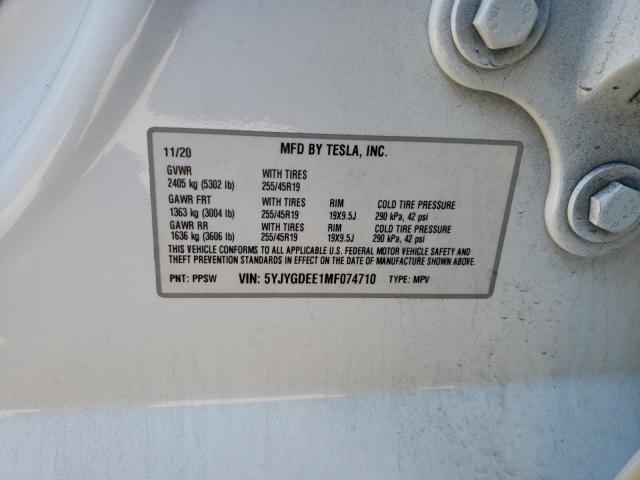 11/20 MFD BY TESLA, INC.
GVWR WITH TIRES
2405 kg (5302 lb) 255/45R19
GAWR FRT WITH TIRES RIM COLD TIRE PRESSURE
1363 kg (3004 lb) 255/45R19 19X9.5J 290 kPa, 42 psi
GAWR RR WITH TIRES RIM COLD TIRE PRESSURE
1636 kg (3606 lb) 255/45R19 19X9.5J 290 kPa, 42 psi
THIS VEHICLE CONFORMS TO ALL APPLICABLE U.S. FEDERAL MOTOR VEHICLE SAFETY AND
THEFT PREVENTION STANDARDS IN EFFECT ON THE DATE OF MANUFACTURE SHOWN ABOVE.
PNT: PPSW VIN: 5YJYGDEE1MF074710 TYPE: MPV